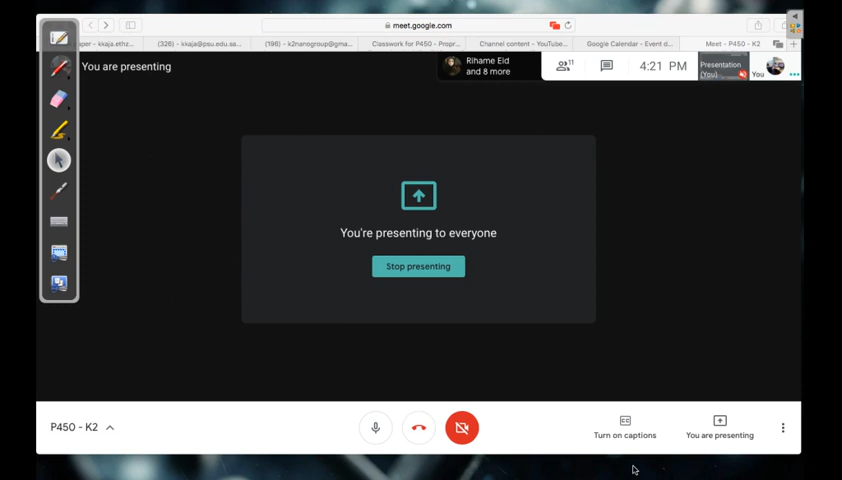 meet.google.com
aper - kkaja ethz...
(326) - kkaja@psu.edu.sa...
(196) - k2nanogroup@gma...
Classwork for P450 - Propr...
Channel content - YouTube...
Google Calendar - Event d...
Meet - P450 - K2
You are presenting
Rihame Eid
and 8 more
11
4:21 PM
Presentation
(You)
You
You're presenting to everyone
Stop presenting
P450 - K2
CC
Turn on captions
You are presenting